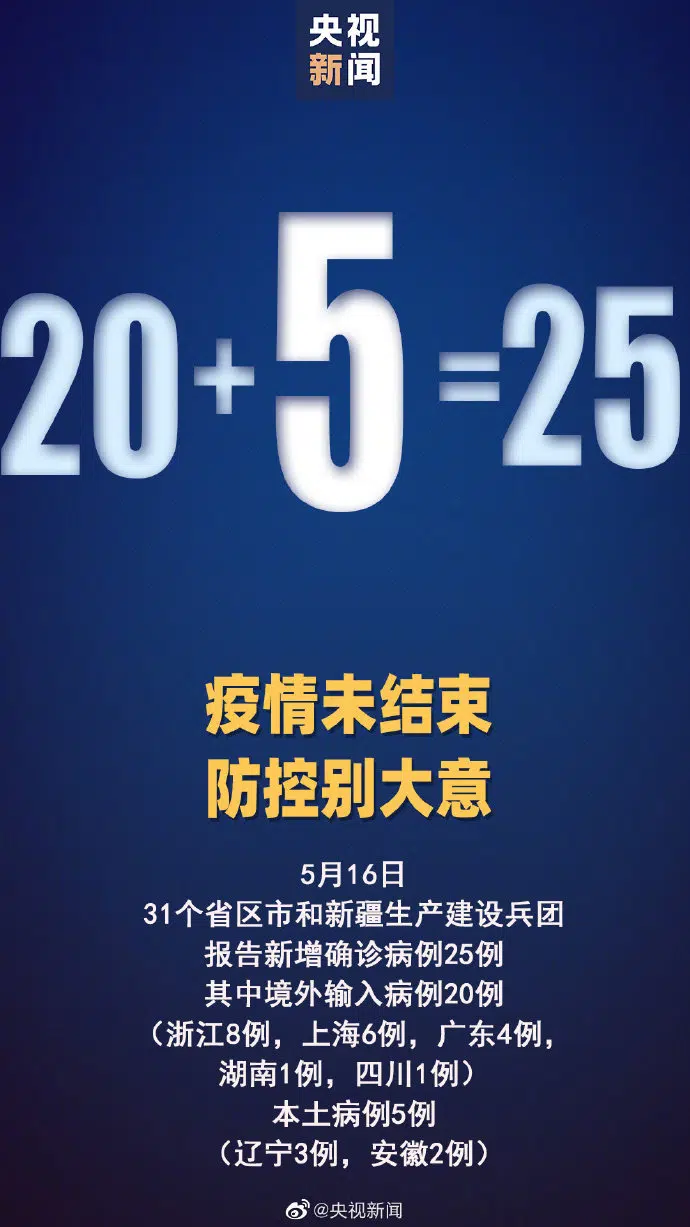 央视
新闻
20+5=25
疫情未结束
防控别大意
5月16日
31个省区市和新疆生产建设兵团
报告新增确诊病例25例
其中境外输入病例20例
（浙江8例，上海6例，广东4例，
湖南1例，四川1例）
本土病例5例
（辽宁3例，安徽2例）
@央视新闻